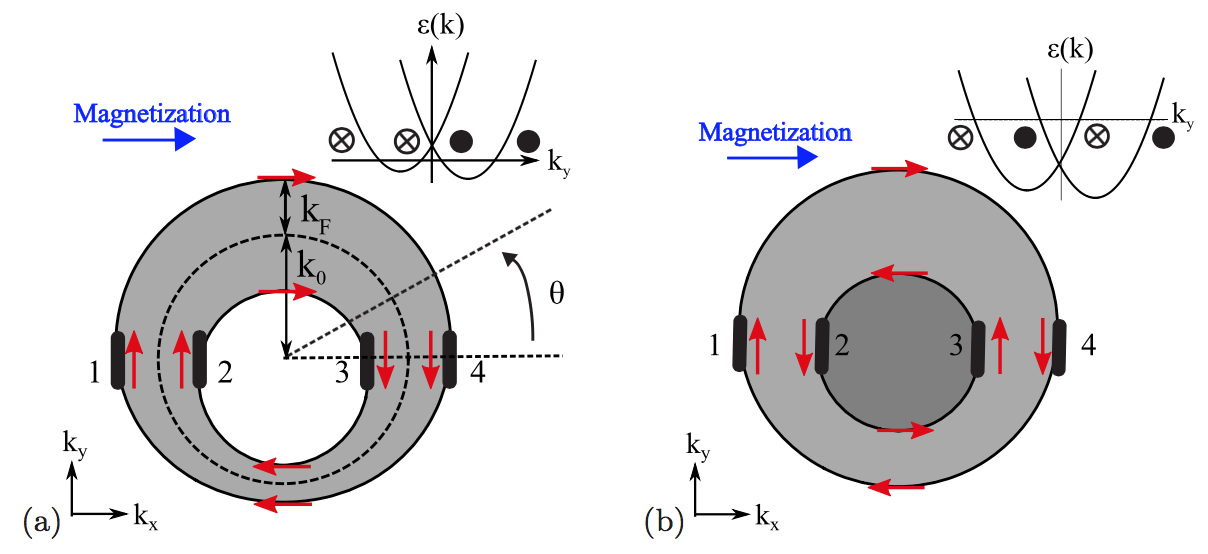 ε(k)
Magnetization
k_y
k_F
k_0
θ
1
2
3
4
k_y
k_x
(a)
ε(k)
Magnetization
k_y
1
2
3
4
k_y
k_x
(b)